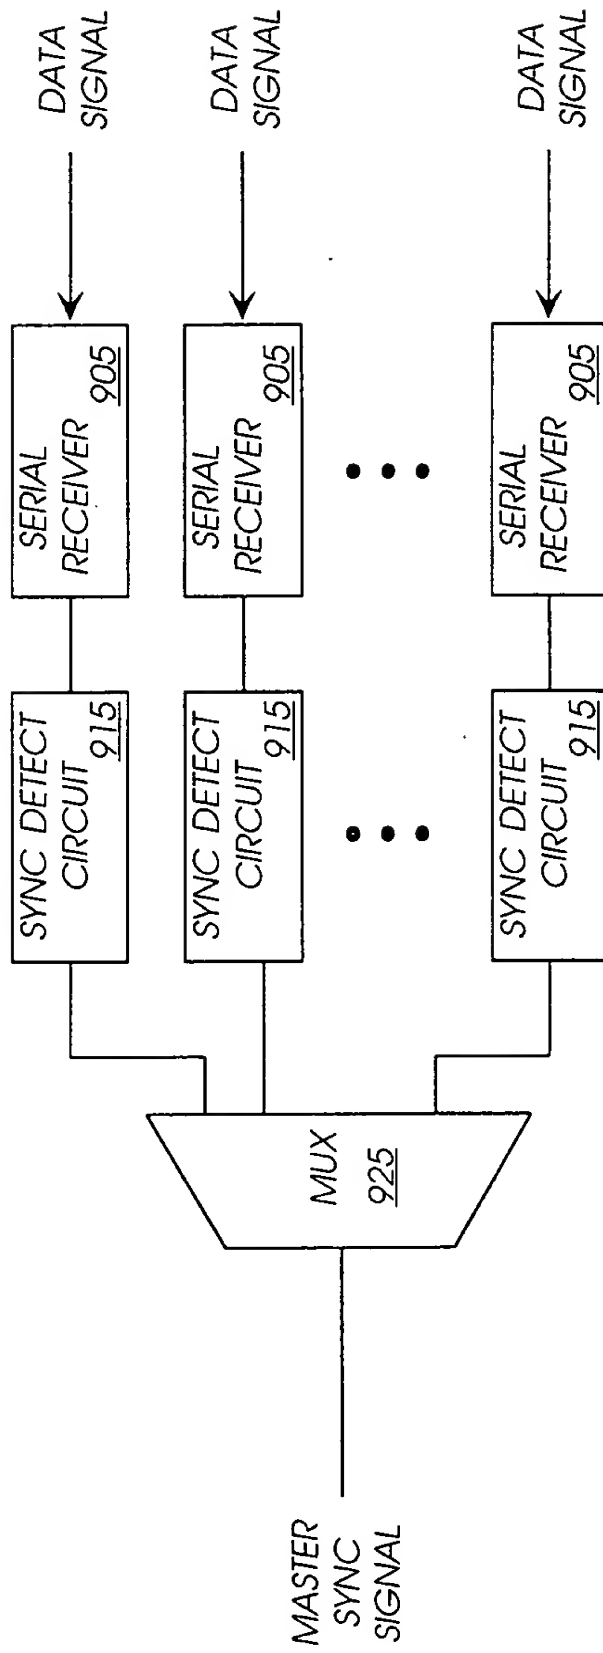 DATA
SIGNAL
DATA
SIGNAL
DATA
SIGNAL
SERIAL
RECEIVER
905
SERIAL
RECEIVER
905
SERIAL
RECEIVER
905
SYNC DETECT
CIRCUIT
915
SYNC DETECT
CIRCUIT
915
SYNC DETECT
CIRCUIT
915
MUX
925
MASTER
SYNC
SIGNAL